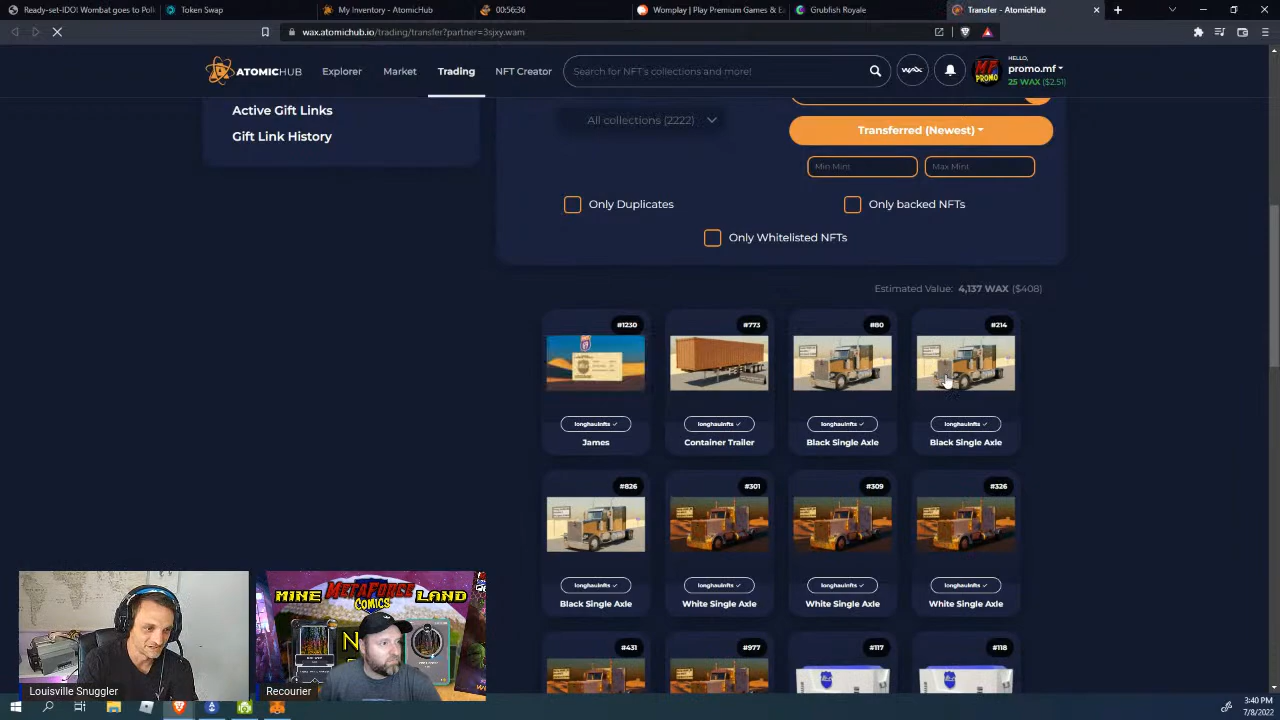 Ready-set-IDO! Wombat goes to Poli
Token Swap
My Inventory - AtomicHub
00:56:36
Womplay | Play Premium Games & E
Grubfish Royale
Transfer - AtomicHub
wax.atomichub.io/trading/transfer?partner=3sjxy.wam
ATOMICHUB
Explorer
Market
Trading
NFT Creator
Search for NFT's collections and more!
WAX
MF PROMO
HELLO,
promo.mf
25 WAX ($2.51)
Active Gift Links
Gift Link History
All collections (2222)
Transferred (Newest)
Min Mint
Max Mint
Only Duplicates
Only backed NFTs
Only Whitelisted NFTs
Estimated Value: 4,137 WAX ($408)
#1230
#773
#80
#214
longhaulnfts
longhaulnfts
longhaulnfts
longhaulnfts
James
Container Trailer
Black Single Axle
Black Single Axle
#826
#301
#309
#326
longhaulnfts
longhaulnfts
longhaulnfts
longhaulnfts
Black Single Axle
White Single Axle
White Single Axle
White Single Axle
#431
#977
#117
#118
MINE
METAFORCE
COMICS
LAND
N
Louisville Snuggler
Recourier
3:40 PM
7/8/2022